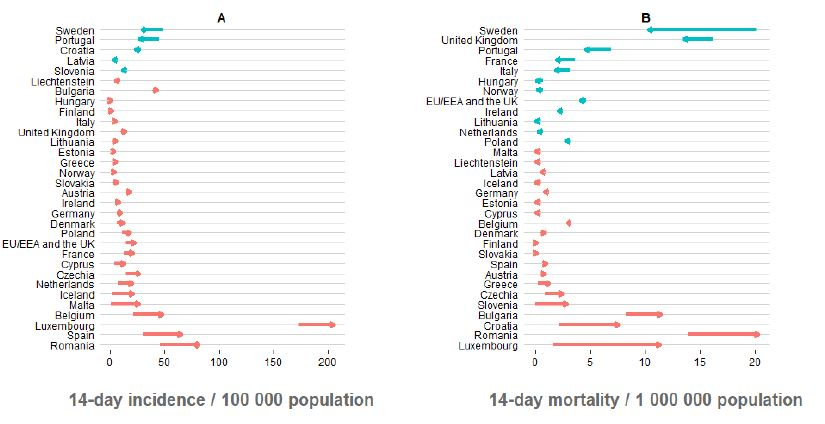 A
Sweden
Portugal
Croatia
Latvia
Slovenia
Liechtenstein
Bulgaria
Hungary
Finland
Italy
United Kingdom
Lithuania
Estonia
Greece
Norway
Slovakia
Austria
Ireland
Germany
Denmark
Poland
EU/EEA and the UK
France
Cyprus
Czechia
Netherlands
Iceland
Malta
Belgium
Luxembourg
Spain
Romania
0 50 100 150 200
14-day incidence / 100 000 population
B
Sweden
United Kingdom
Portugal
France
Italy
Hungary
Norway
EU/EEA and the UK
Ireland
Lithuania
Netherlands
Poland
Malta
Liechtenstein
Latvia
Iceland
Germany
Estonia
Cyprus
Belgium
Denmark
Finland
Slovakia
Spain
Austria
Greece
Czechia
Slovenia
Bulgaria
Croatia
Romania
Luxembourg
0 5 10 15 20
14-day mortality / 1 000 000 population